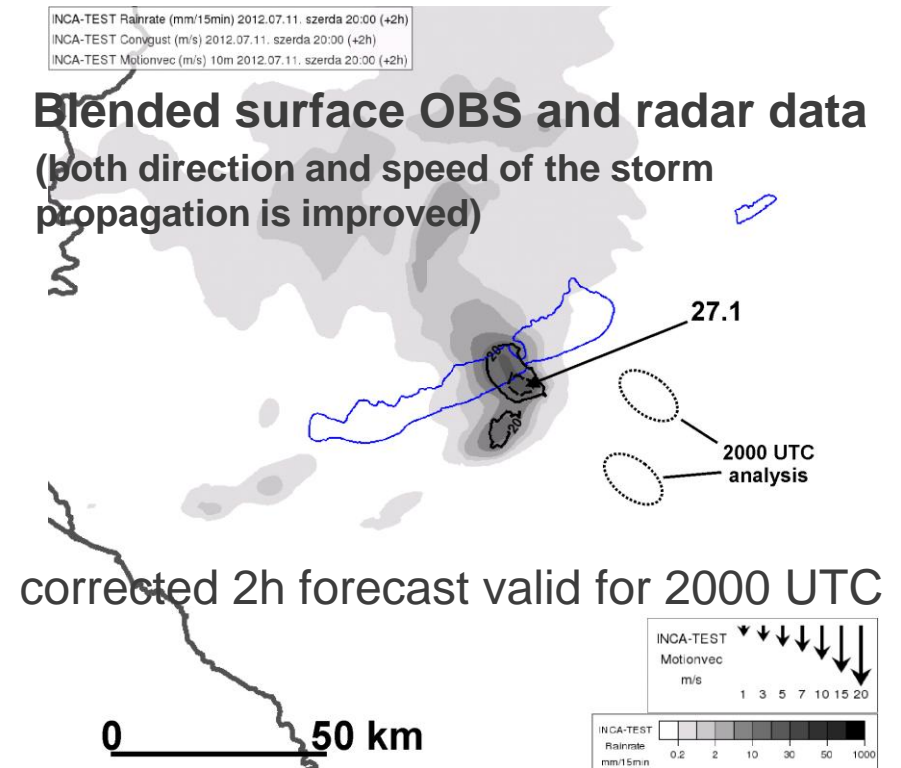 INCA-TEST Rainrate (mm/15min) 2012.07.11. szerda 20:00 (+2h)
INCA-TEST Convgust (m/s) 2012.07.11. szerda 20:00 (+2h)
INCA-TEST Motionvec (m/s) 10m 2012.07.11. szerda 20:00 (+2h)
Blended surface OBS and radar data
(both direction and speed of the storm
propagation is improved)
27.1
20
20
2000 UTC
analysis
corrected 2h forecast valid for 2000 UTC
INCA-TEST
Motionvec
m/s
1 3 5 7 10 15 20
0 50 km
INCA-TEST
Rainrate
mm/15min
0.2 2 10 30 50 1000